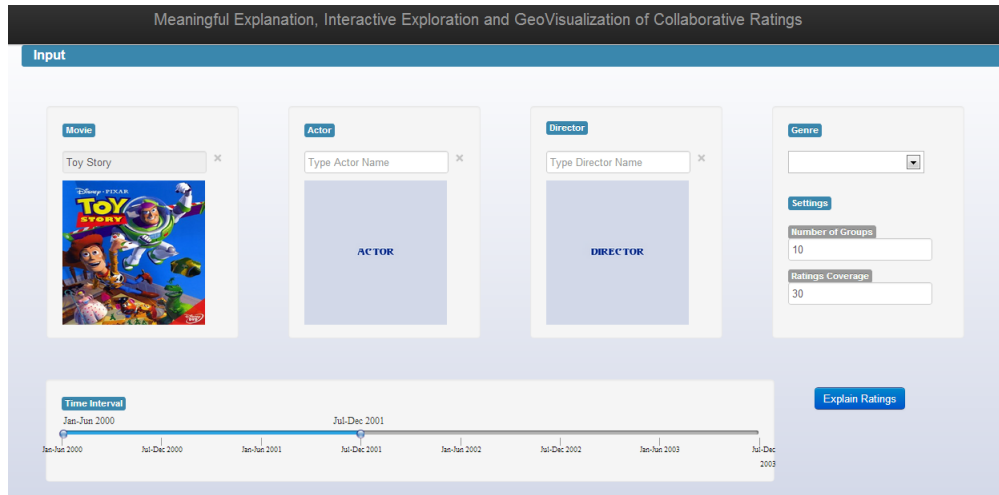 Meaningful Explanation, Interactive Exploration and GeoVisualization of Collaborative Ratings
Input
Movie
Toy Story
×
Disney · PIXAR
TOY
STORY
DVD
Actor
Type Actor Name
×
ACTOR
Director
Type Director Name
×
DIRECTOR
Genre
Settings
Number of Groups
10
Ratings Coverage
30
Time Interval
Jan-Jun 2000
Jul-Dec 2001
Jan-Jun 2000
Jul-Dec 2000
Jan-Jun 2001
Jul-Dec 2001
Jan-Jun 2002
Jul-Dec 2002
Jan-Jun 2003
Jul-Dec
2003
Explain Ratings